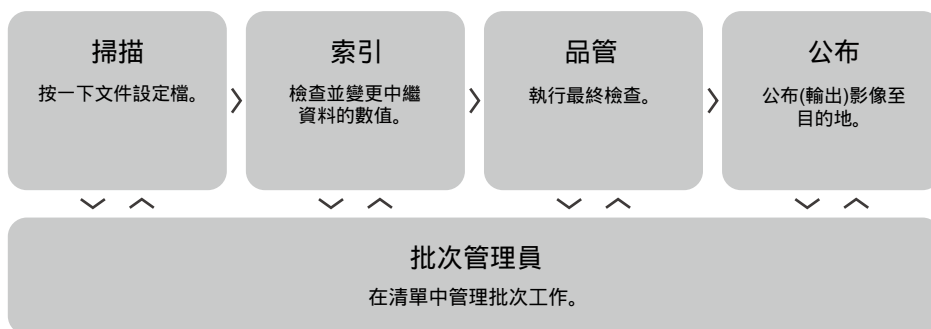 掃描
按一下文件設定檔。
索引
檢查並變更中繼
資料的數值。
品管
執行最終檢查。
公布
公布(輸出)影像至
目的地。
批次管理員
在清單中管理批次工作。